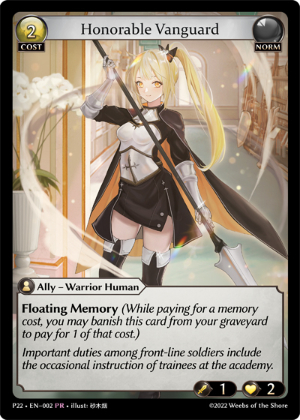 Honorable Vanguard
2
COST
NORM
Ally – Warrior Human
Floating Memory (While paying for a memory
cost, you may banish this card from your graveyard
to pay for 1 of that cost.)
Important duties among front-line soldiers include
the occasional instruction of trainees at the academy.
1
2
P22 • EN–002 PR • illust: 砂木飯
©2022 Weebs of the Shore